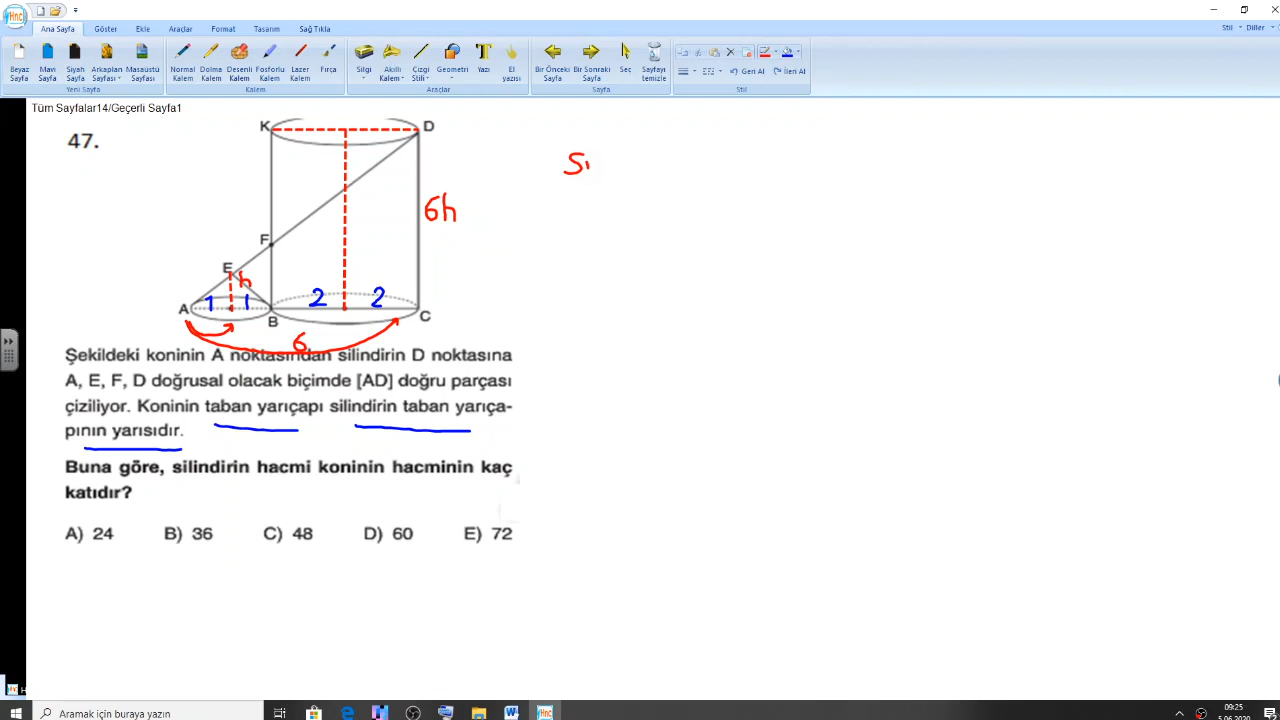 Ana Sayfa Göster Ekle Araçlar Format Tasarım Sağ Tıkla Stil Diller
Beyaz Sayfa Mavi Sayfa Siyah Sayfa Arkaplan Sayfası Masaüstü Sayfası Normal Kalem Dolma Kalem Desenli Kalem Fosforlu Kalem Lazer Kalem Fırça Silgi Akıllı Kalem Çizgi Stili Geometri Yazı El yazısı Bir Önceki Sayfa Bir Sonraki Sayfa Seç Sayfayı temizle Geri Al İleri Al
Yeni Sayfa Kalem Araçlar Sayfa Stil
Tüm Sayfalar14/Geçerli Sayfa1
47.
K D
6h
F
E h
A 1 1 B 2 2 C
6
Şekildeki koninin A noktasından silindirin D noktasına
A, E, F, D doğrusal olacak biçimde [AD] doğru parçası
çiziliyor. Koninin taban yarıçapı silindirin taban yarıça-
pının yarısıdır.
Buna göre, silindirin hacmi koninin hacminin kaç
katıdır?
A) 24 B) 36 C) 48 D) 60 E) 72
Aramak için buraya yazın
09:25
5.06.2020